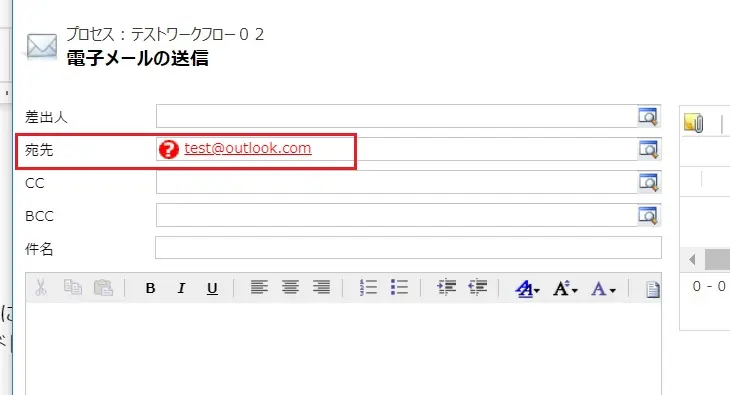 プロセス：テストワークフロー０２
電子メールの送信
差出人
宛先 test@outlook.com
CC
BCC
件名
B I U A A A
0 - 0
に